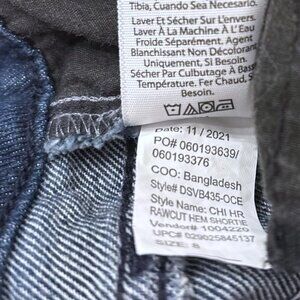 Tibia, Cuando Sea Necesario.
Laver Et Sécher Sur L'envers.
Laver À La Machine À L'eau
Froide Séparément. Agent
Blanchissant Non Décolorant
Uniquement, Si Besoin.
Sécher Par Culbutage À Basse
Température. Fer Chaud, Si
Besoin.
Date: 11 / 2021
PO# 060193639/
060193376
COO: Bangladesh
Style# DSVB435-OCE
Style Name: CHI HR
RAWCUT HEM SHORTIE
Vendor# 1004220
UPC# 029025845137
SIZE: 8